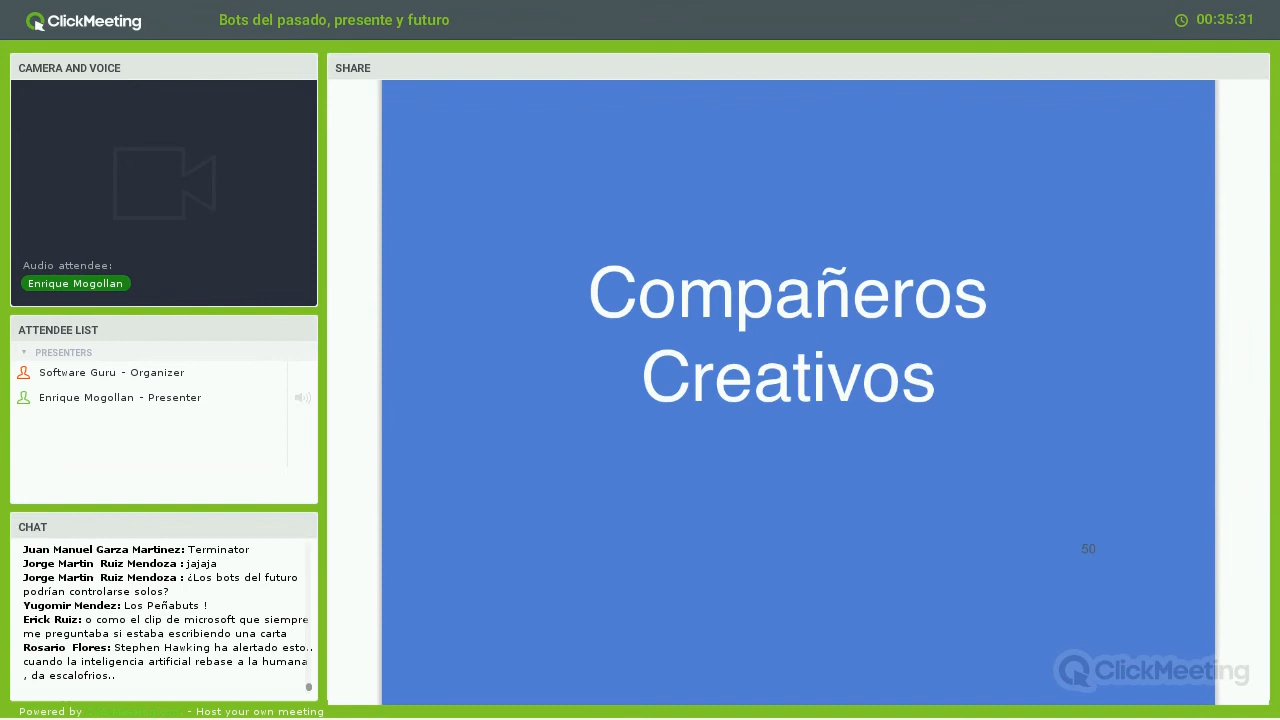 ClickMeeting
Bots del pasado, presente y futuro
00:35:31
CAMERA AND VOICE
Audio attendee:
Enrique Mogollan
ATTENDEE LIST
PRESENTERS
Software Guru - Organizer
Enrique Mogollan - Presenter
CHAT
Juan Manuel Garza Martinez: Terminator
Jorge Martin Ruiz Mendoza : jajaja
Jorge Martin Ruiz Mendoza : ¿Los bots del futuro
podrían controlarse solos?
Yugomir Mendez: Los Peñabuts !
Erick Ruiz: o como el clip de microsoft que siempre
me preguntaba si estaba escribiendo una carta
Rosario Flores: Stephen Hawking ha alertado esto..
cuando la inteligencia artificial rebase a la humana
, da escalofrios..
Powered by - Host your own meeting
SHARE
Compañeros
Creativos
50
ClickMeeting